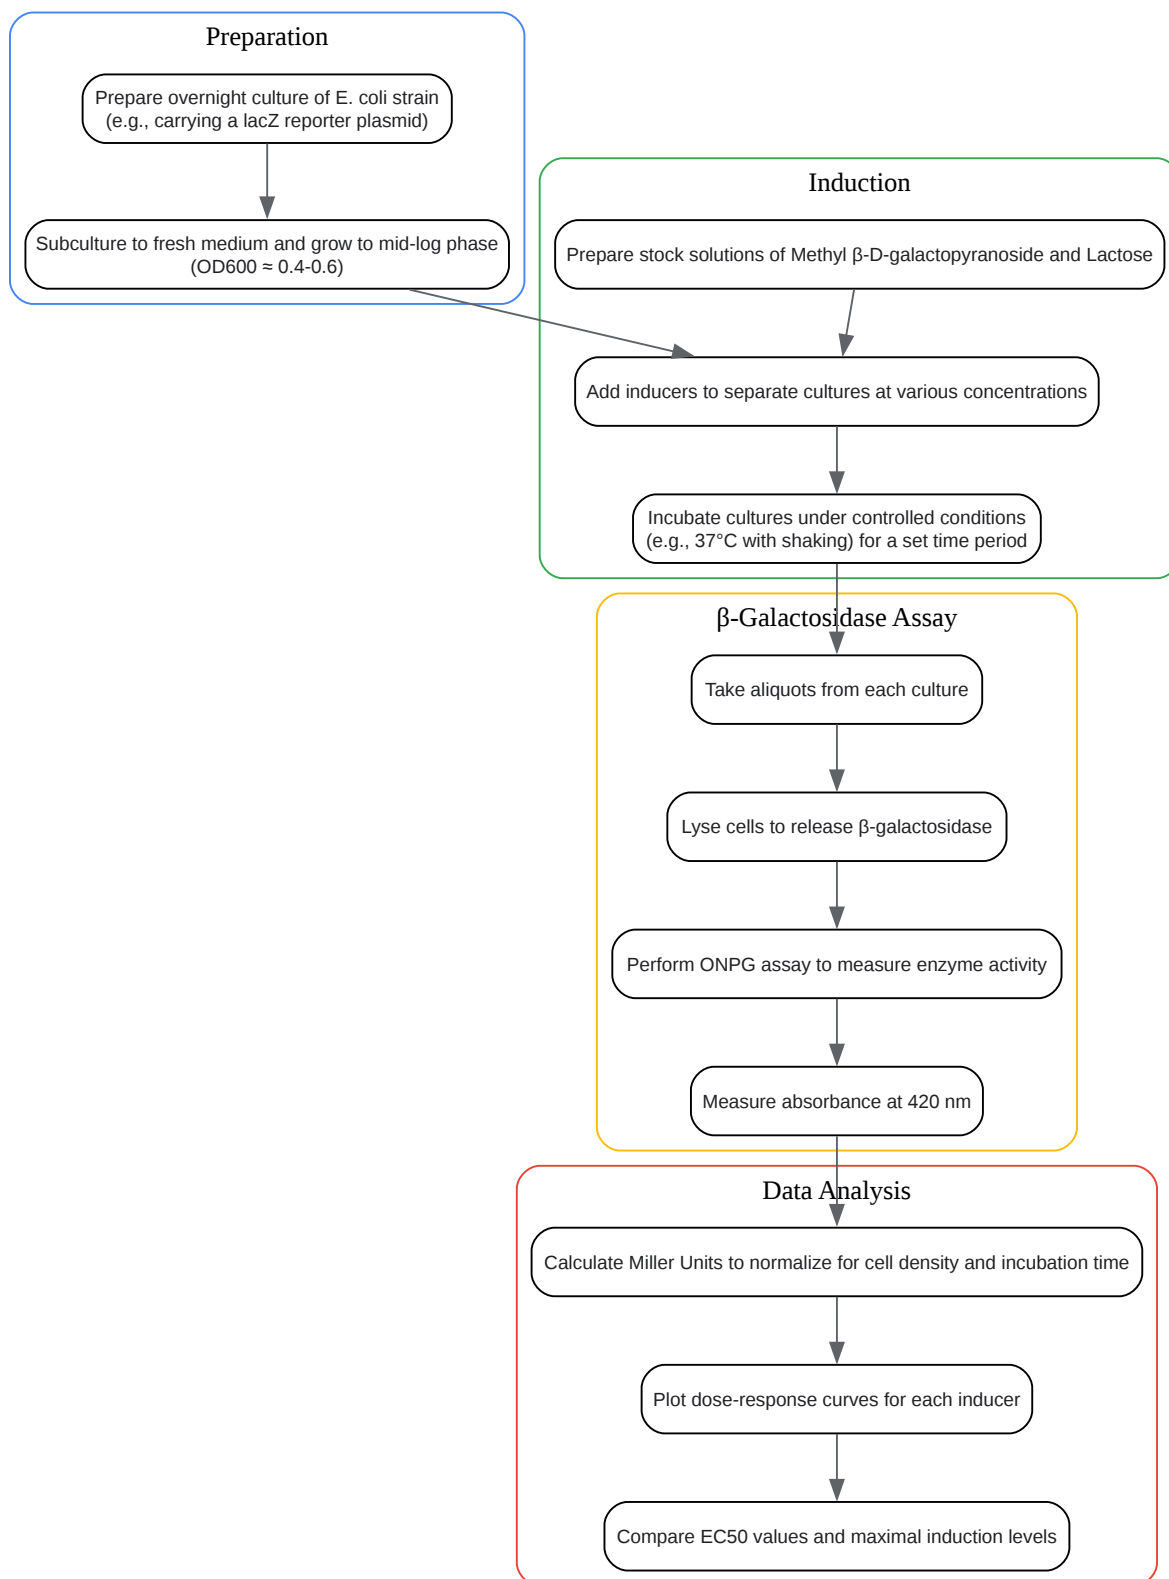 Preparation
Prepare overnight culture of E. coli strain
(e.g., carrying a lacZ reporter plasmid)
Subculture to fresh medium and grow to mid-log phase
(OD600 ≈ 0.4-0.6)
Induction
Prepare stock solutions of Methyl β-D-galactopyranoside and Lactose
Add inducers to separate cultures at various concentrations
Incubate cultures under controlled conditions
(e.g., 37°C with shaking) for a set time period
β-Galactosidase Assay
Take aliquots from each culture
Lyse cells to release β-galactosidase
Perform ONPG assay to measure enzyme activity
Measure absorbance at 420 nm
Data Analysis
Calculate Miller Units to normalize for cell density and incubation time
Plot dose-response curves for each inducer
Compare EC50 values and maximal induction levels